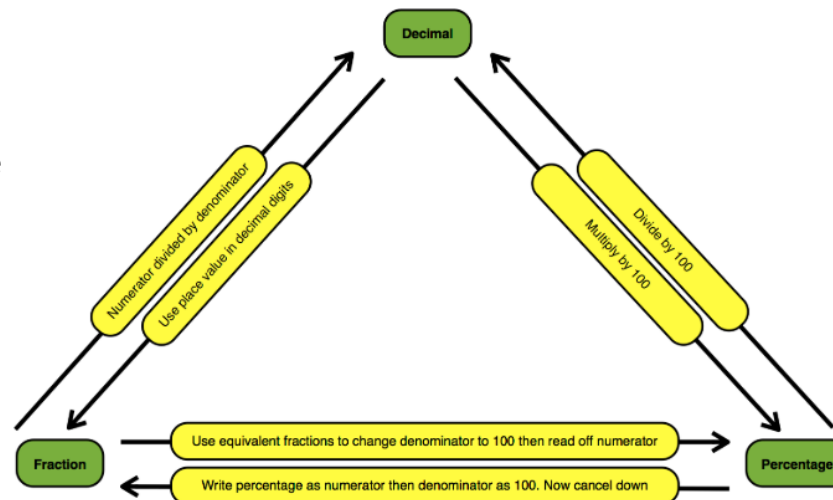 Decimal
Numerator divided by denominator
Use place value in decimal digits
Multiply by 100
Divide by 100
Fraction
Use equivalent fractions to change denominator to 100 then read off numerator
Write percentage as numerator then denominator as 100. Now cancel down
Percentage